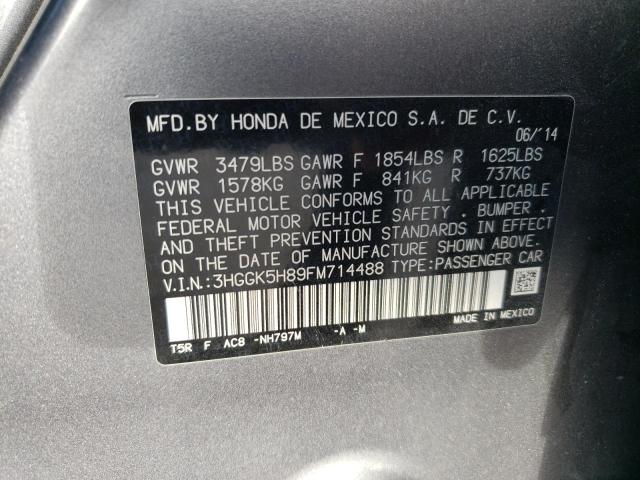 MFD.BY HONDA DE MEXICO S.A. DE C.V.
06/'14
GVWR 3479LBS GAWR F 1854LBS R 1625LBS
GVWR 1578KG GAWR F 841KG R 737KG
THIS VEHICLE CONFORMS TO ALL APPLICABLE
FEDERAL MOTOR VEHICLE SAFETY . BUMPER .
AND THEFT PREVENTION STANDARDS IN EFFECT
ON THE DATE OF MANUFACTURE SHOWN ABOVE.
V.I.N.: 3HGGK5H89FM714488 TYPE:PASSENGER CAR
T5R F AC8 -NH797M -A -M
MADE IN MEXICO